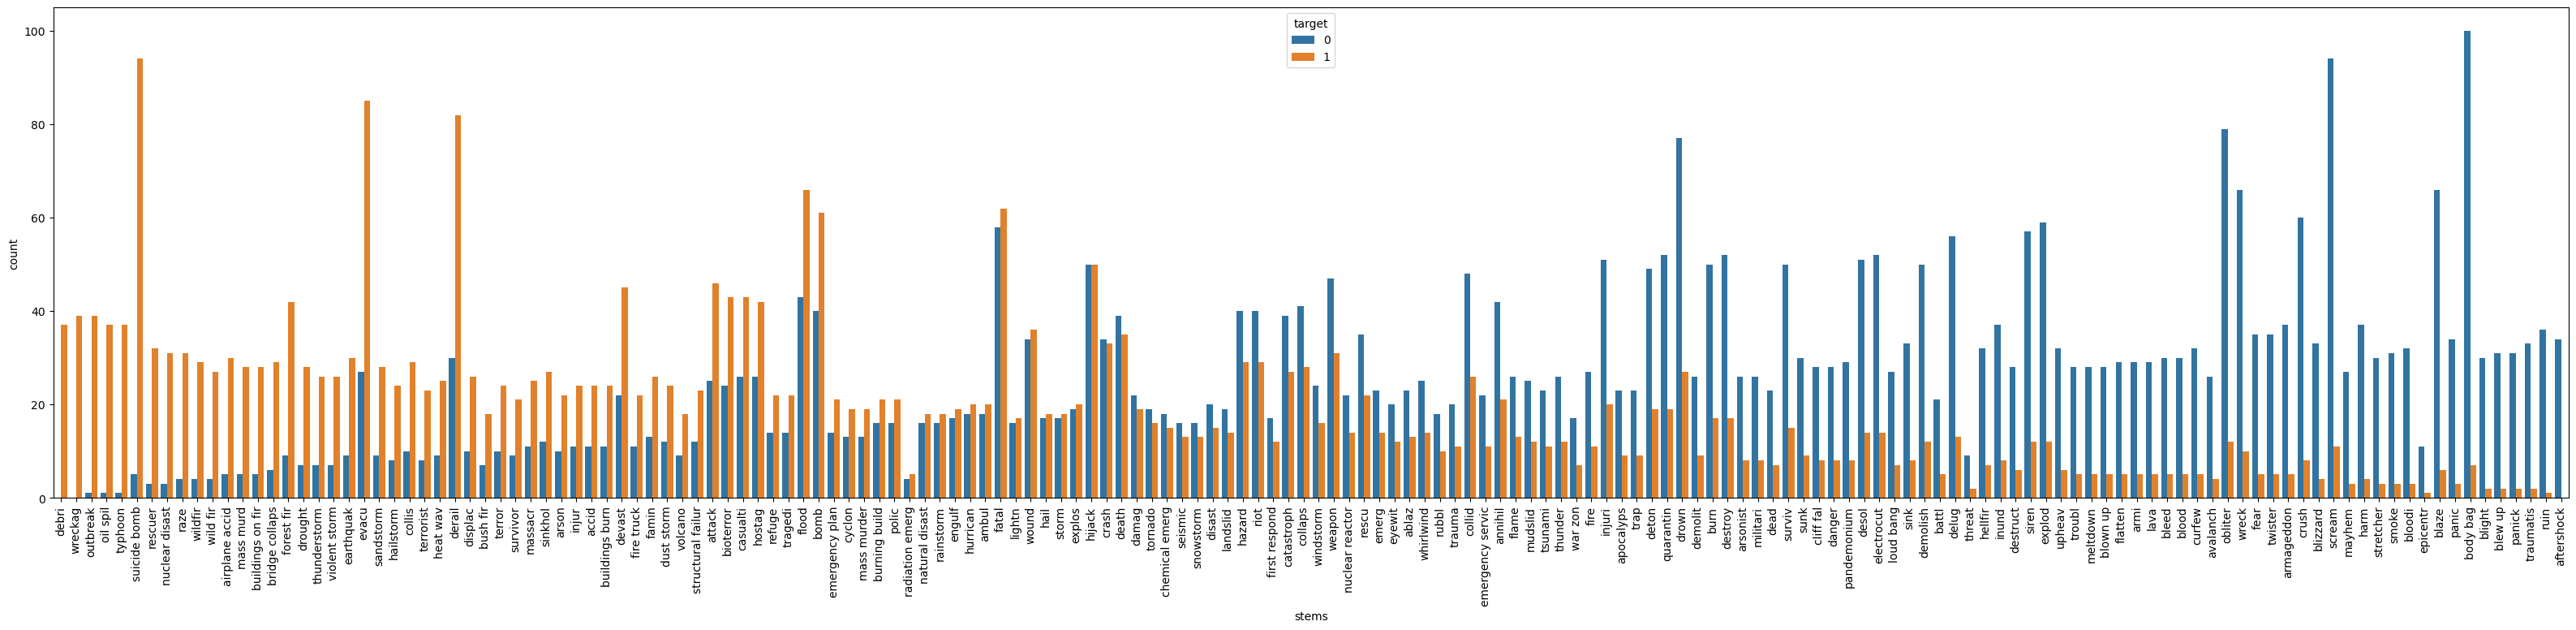 target
0
1
100
80
60
40
20
0
count
debri
wreckag
outbreak
oil spil
typhoon
suicide bomb
rescuer
nuclear disast
raze
wildfir
wild fir
airplane accid
mass murd
buildings on fir
bridge collaps
forest fir
drought
thunderstorm
violent storm
earthquak
evacu
sandstorm
hailstorm
collis
terrorist
heat wav
derail
displac
bush fir
terror
survivor
massacr
sinkhol
arson
injur
accid
buildings burn
devast
fire truck
famin
dust storm
volcano
structural failur
attack
bioterror
casualti
hostag
refuge
tragedi
flood
bomb
emergency plan
cyclon
mass murder
burning build
polic
radiation emerg
natural disast
rainstorm
engulf
hurrican
ambul
fatal
lightn
wound
hail
storm
explos
hijack
crash
death
damag
tornado
chemical emerg
seismic
snowstorm
disast
landslid
hazard
riot
first respond
catastroph
collaps
windstorm
weapon
nuclear reactor
rescu
emerg
eyewit
ablaz
whirlwind
rubbl
trauma
collid
emergency servic
annihil
flame
mudslid
tsunami
thunder
war zon
fire
injuri
apocalyps
trap
deton
quarantin
drown
demolit
burn
destroy
arsonist
militari
dead
surviv
sunk
cliff fal
danger
pandemonium
desol
electrocut
loud bang
sink
demolish
battl
delug
threat
hellfir
inund
destruct
siren
explod
upheav
troubl
meltdown
blown up
flatten
armi
lava
bleed
blood
curfew
avalanch
obliter
wreck
fear
twister
armageddon
crush
blizzard
scream
mayhem
harm
stretcher
smoke
bloodi
epicentr
blaze
panic
body bag
blight
blew up
panick
traumatis
ruin
aftershock
stems